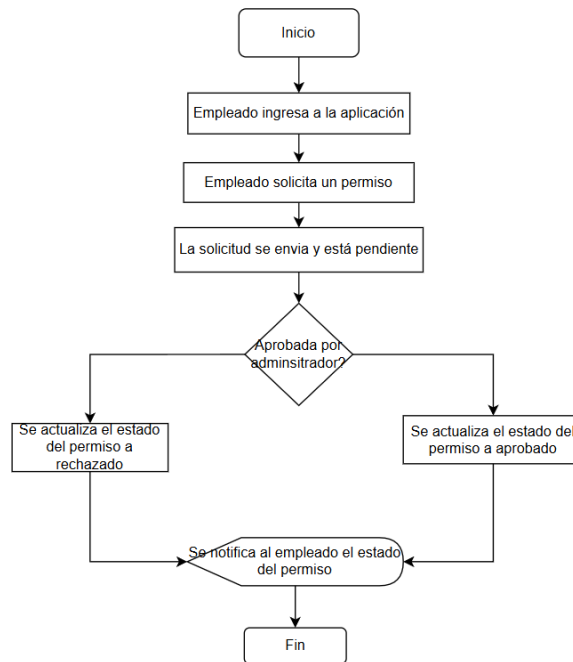 Inicio
Empleado ingresa a la aplicación
Empleado solicita un permiso
La solicitud se envia y está pendiente
Aprobada por
adminsitrador?
Se actualiza el estado
del permiso a
rechazado
Se actualiza el estado del
permiso a aprobado
Se notifica al empleado el estado
del permiso
Fin